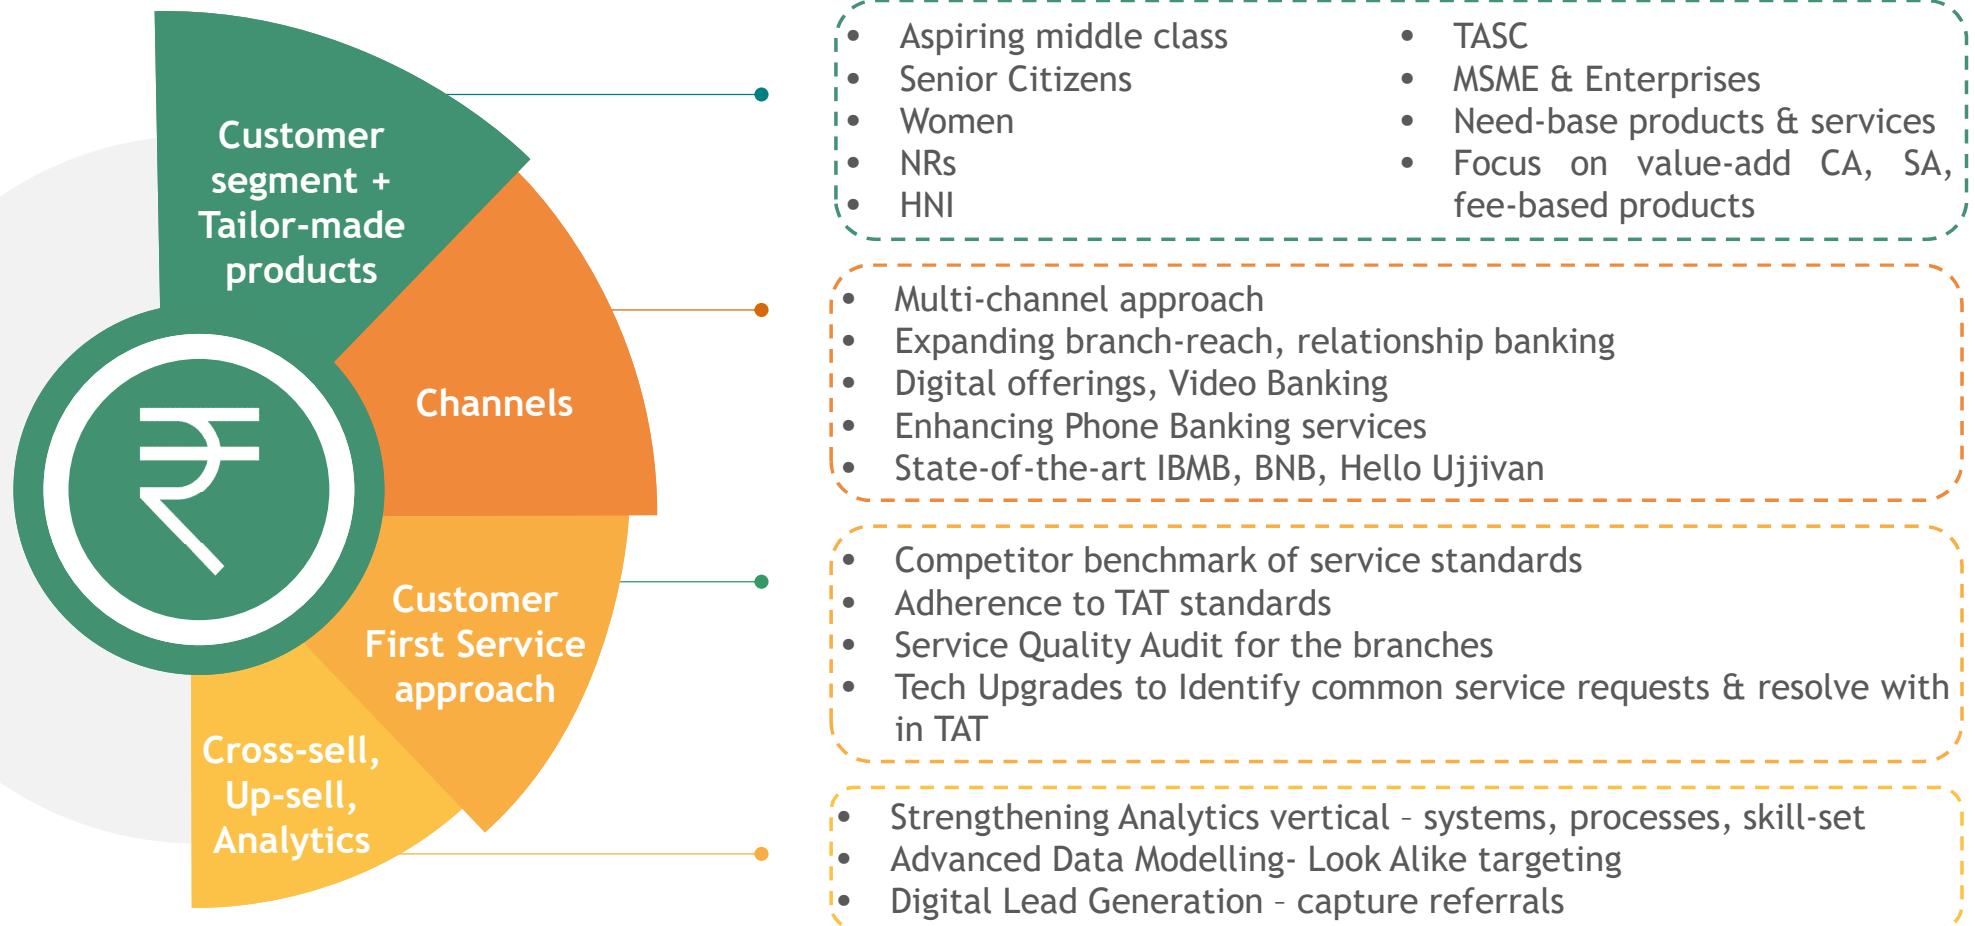 Customer
segment +
Tailor-made
products
Aspiring middle class
Senior Citizens
Women
NRs
HNI
TASC
MSME & Enterprises
Need-base products & services
Focus on value-add CA, SA,
fee-based products
Channels
Multi-channel approach
Expanding branch-reach, relationship banking
Digital offerings, Video Banking
Enhancing Phone Banking services
State-of-the-art IBMB, BNB, Hello Ujjivan
₹
Customer
First Service
approach
Competitor benchmark of service standards
Adherence to TAT standards
Service Quality Audit for the branches
Tech Upgrades to Identify common service requests & resolve with
in TAT
Cross-sell,
Up-sell,
Analytics
Strengthening Analytics vertical – systems, processes, skill-set
Advanced Data Modelling- Look Alike targeting
Digital Lead Generation – capture referrals